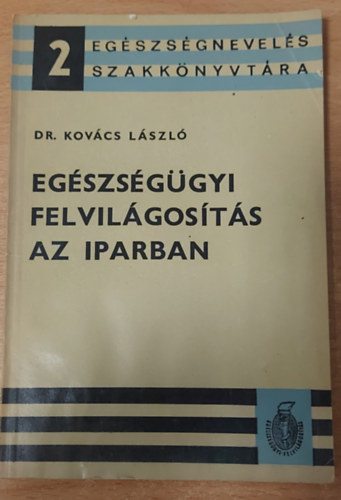 2
EGÉSZSÉGNEVELÉS
SZAKKÖNYVTÁRA
DR. KOVÁCS LÁSZLÓ
EGÉSZSÉGÜGYI
FELVILÁGOSÍTÁS
AZ IPARBAN